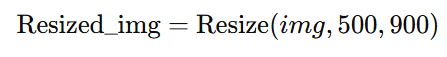 Resized_img = Resize(img, 500, 900)